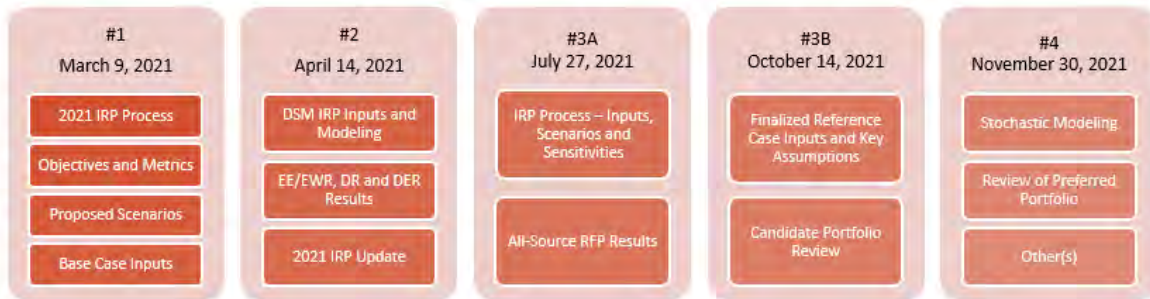 #1
March 9, 2021
2021 IRP Process
Objectives and Metrics
Proposed Scenarios
Base Case Inputs
#2
April 14, 2021
DSM IRP Inputs and
Modeling
EE/EWR, DR and DER
Results
2021 IRP Update
#3A
July 27, 2021
IRP Process – Inputs,
Scenarios and
Sensitivities
All-Source RFP Results
#3B
October 14, 2021
Finalized Reference
Case Inputs and Key
Assumptions
Candidate Portfolio
Review
#4
November 30, 2021
Stochastic Modeling
Review of Preferred
Portfolio
Other(s)